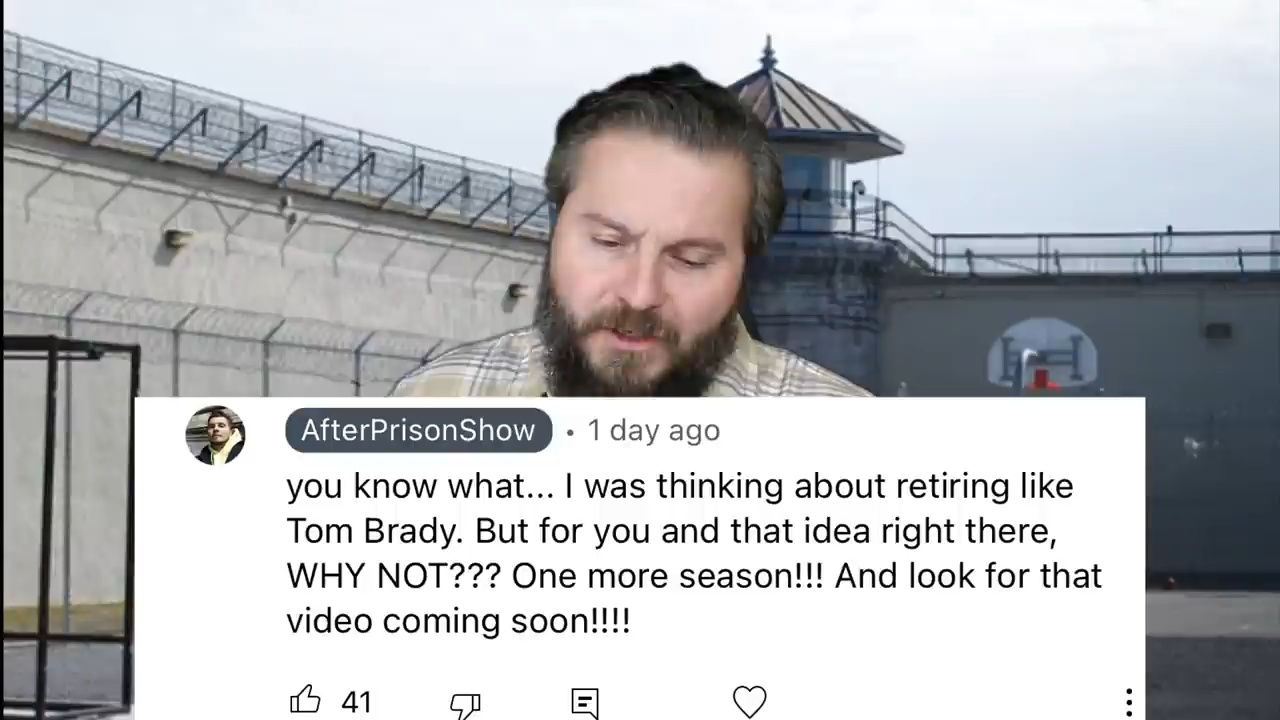 AfterPrisonShow • 1 day ago
you know what... I was thinking about retiring like
Tom Brady. But for you and that idea right there,
WHY NOT??? One more season!!! And look for that
video coming soon!!!!
41